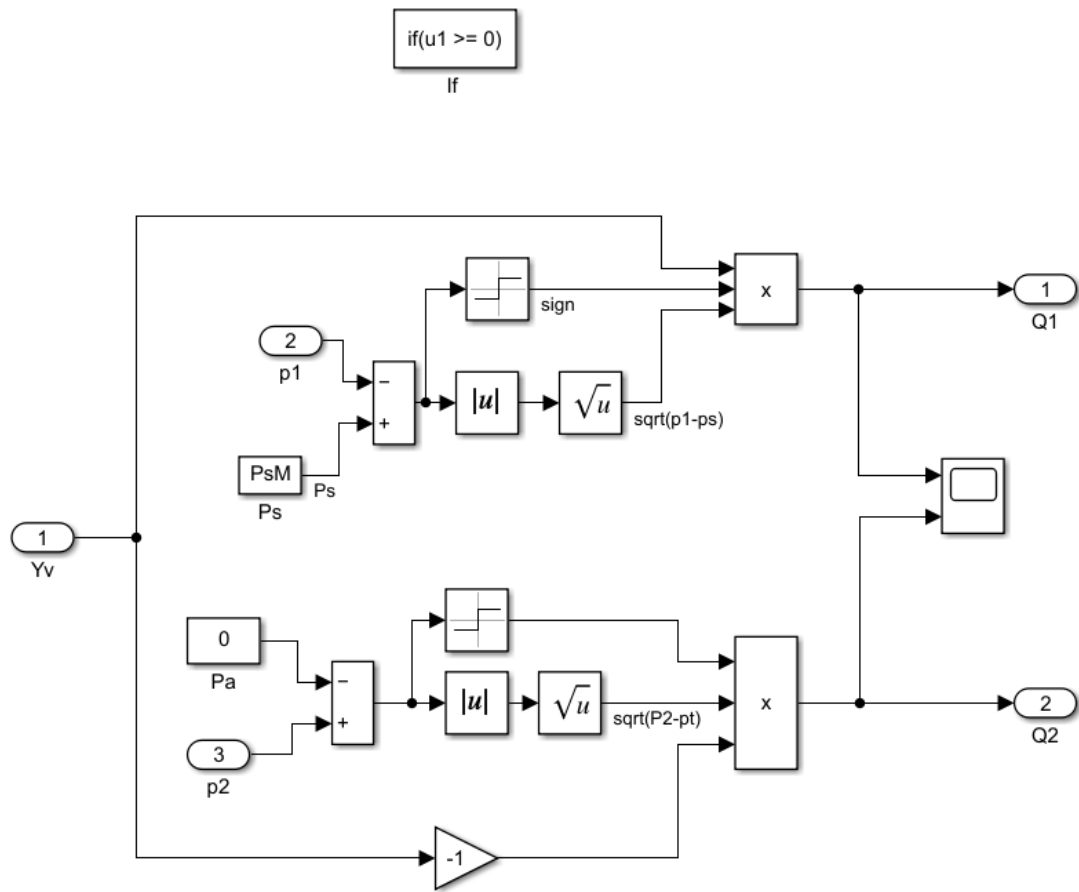 if(u1 >= 0)
If
x
1
Q1
sign
2
p1
−
+
|u|
√u
sqrt(p1-ps)
PsM
Ps
Ps
1
Yv
0
Pa
−
+
|u|
√u
sqrt(P2-pt)
x
2
Q2
3
p2
-1